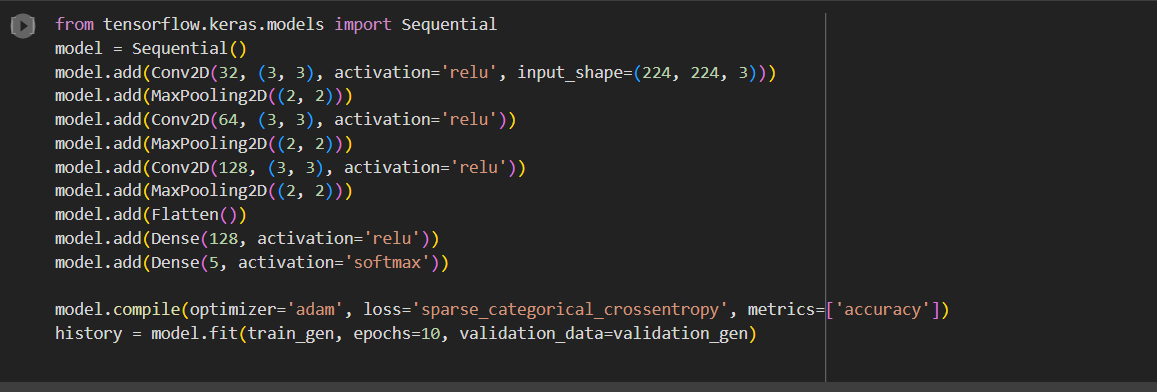 from tensorflow.keras.models import Sequential
model = Sequential()
model.add(Conv2D(32, (3, 3), activation='relu', input_shape=(224, 224, 3)))
model.add(MaxPooling2D((2, 2)))
model.add(Conv2D(64, (3, 3), activation='relu'))
model.add(MaxPooling2D((2, 2)))
model.add(Conv2D(128, (3, 3), activation='relu'))
model.add(MaxPooling2D((2, 2)))
model.add(Flatten())
model.add(Dense(128, activation='relu'))
model.add(Dense(5, activation='softmax'))

model.compile(optimizer='adam', loss='sparse_categorical_crossentropy', metrics=['accuracy'])
history = model.fit(train_gen, epochs=10, validation_data=validation_gen)